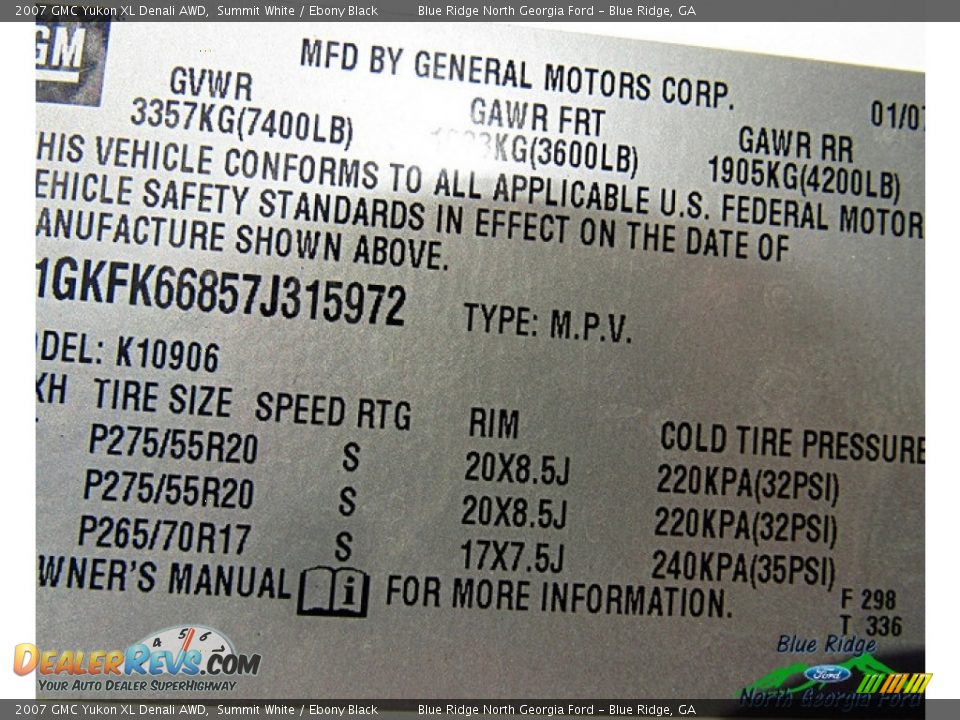 2007 GMC Yukon XL Denali AWD,  Summit White / Ebony Black          Blue Ridge North Georgia Ford - Blue Ridge, GA
GM
MFD BY GENERAL MOTORS CORP.
01/07
GVWR GAWR FRT GAWR RR
3357KG(7400LB) KG(3600LB) 1905KG(4200LB)
HIS VEHICLE CONFORMS TO ALL APPLICABLE U.S. FEDERAL MOTOR
EHICLE SAFETY STANDARDS IN EFFECT ON THE DATE OF
ANUFACTURE SHOWN ABOVE.
1GKFK66857J315972 TYPE: M.P.V.
ODEL: K10906
XH TIRE SIZE SPEED RTG RIM COLD TIRE PRESSURE
P275/55R20 S 20X8.5J 220KPA(32PSI)
P275/55R20 S 20X8.5J 220KPA(32PSI)
P265/70R17 S 17X7.5J 240KPA(35PSI)
WNER'S MANUAL i FOR MORE INFORMATION.
F 298
T 336
4 5 6
DEALERREVS.COM
YOUR AUTO DEALER SUPERHIGHWAY
Blue Ridge
Ford
North Georgia Ford
2007 GMC Yukon XL Denali AWD,  Summit White / Ebony Black          Blue Ridge North Georgia Ford - Blue Ridge, GA